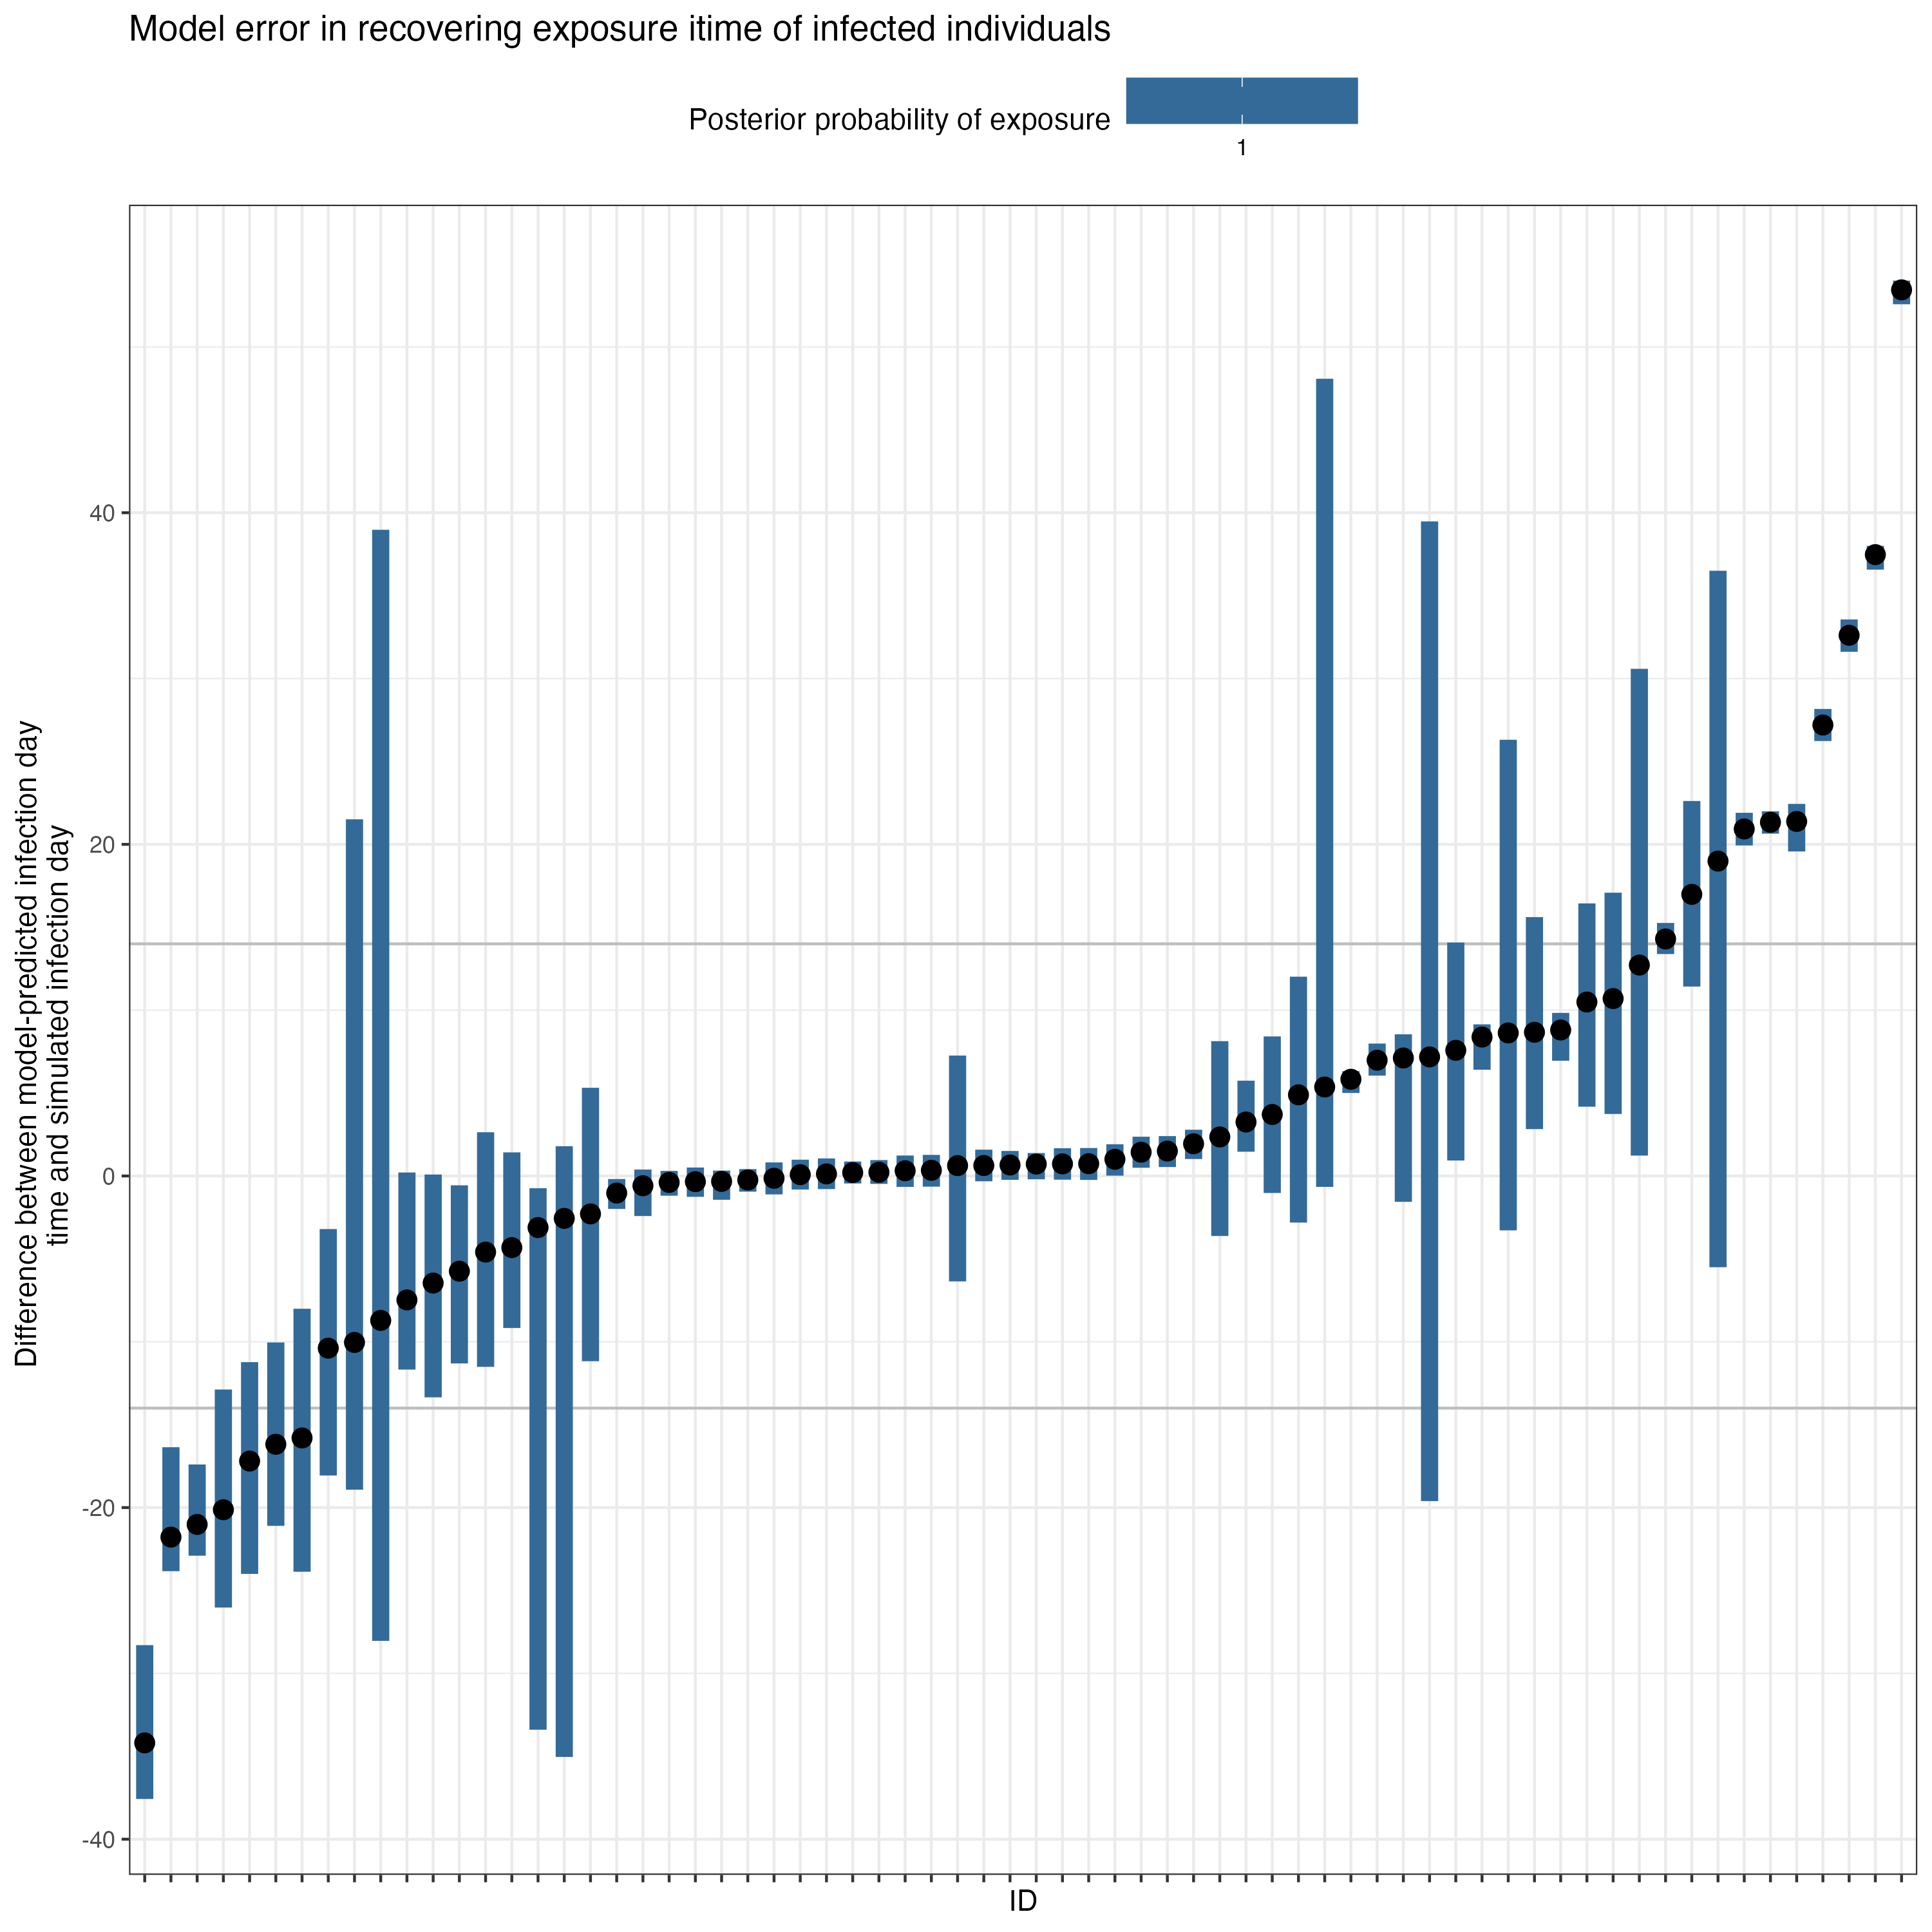 Model error in recovering exposure itime of infected individuals
Posterior probability of exposure
1
Difference between model-predicted infection day
time and simulated infection day
40
20
0
-20
-40
ID